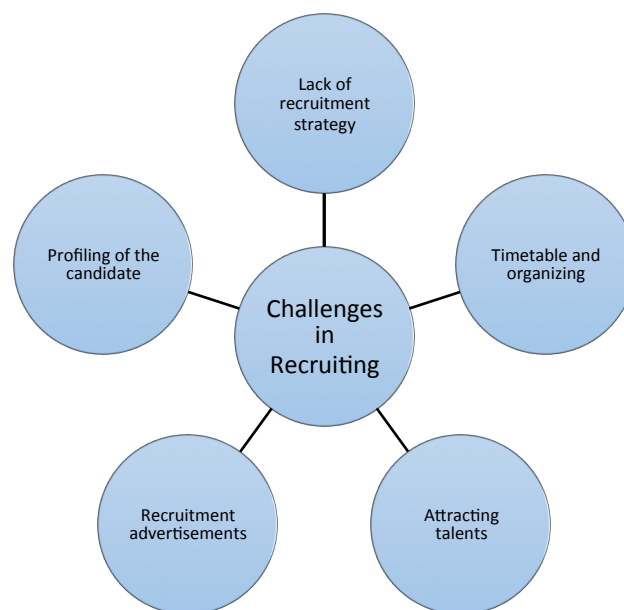 Lack of
recruitment
strategy
Profiling of the
candidate
Timetable and
organizing
Challenges
in
Recruiting
Recruitment
advertisements
Attracting
talents